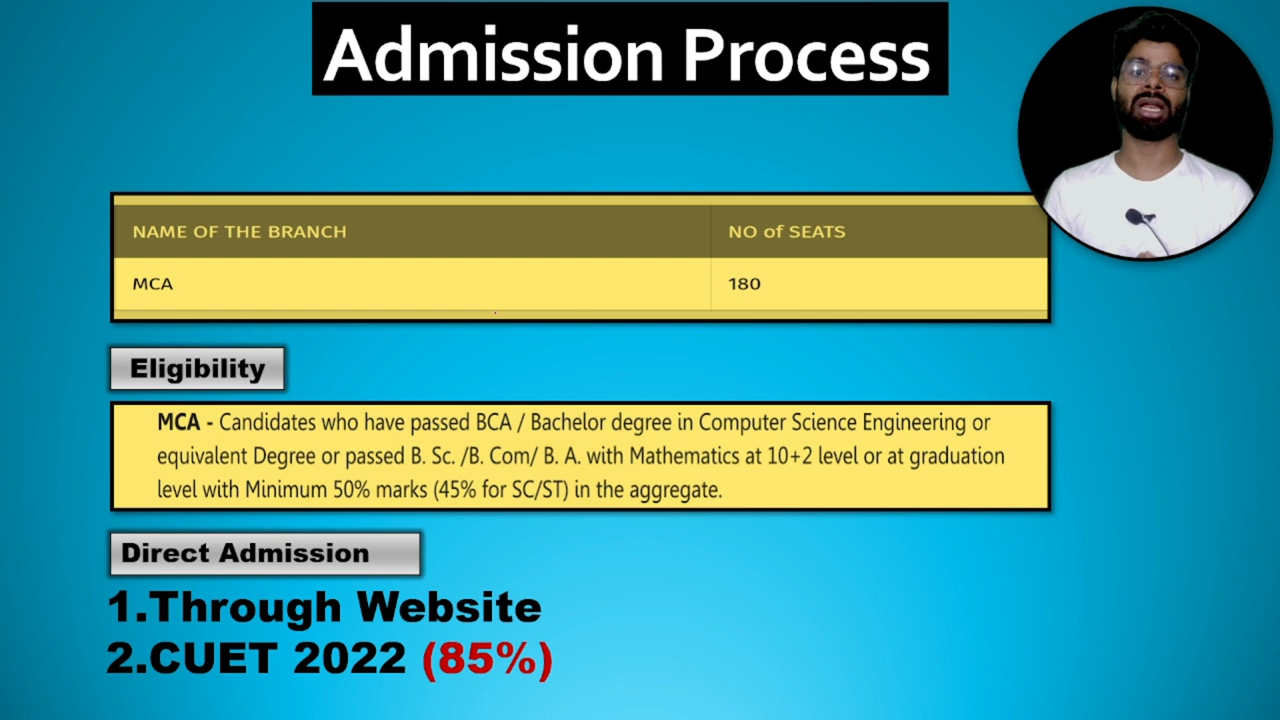 Admission Process
NAME OF THE BRANCH NO of SEATS
MCA 180
Eligibility
MCA - Candidates who have passed BCA / Bachelor degree in Computer Science Engineering or
equivalent Degree or passed B. Sc. /B. Com/ B. A. with Mathematics at 10+2 level or at graduation
level with Minimum 50% marks (45% for SC/ST) in the aggregate.
Direct Admission
1.Through Website
2.CUET 2022 (85%)